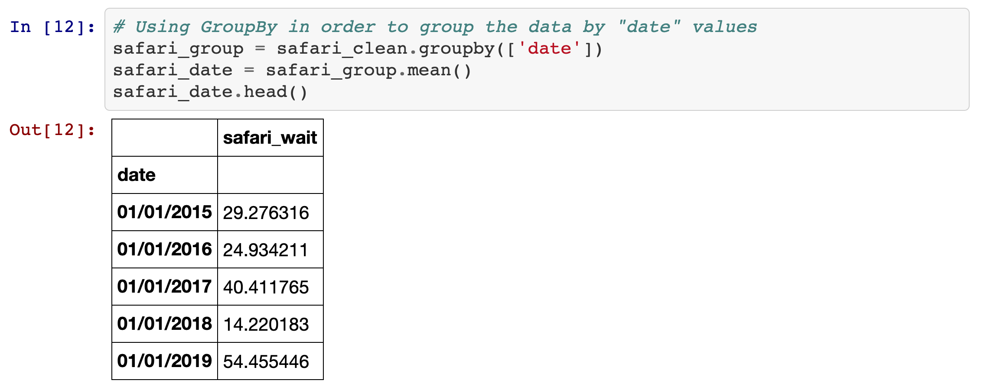 In [12]:
# Using GroupBy in order to group the data by "date" values
safari_group = safari_clean.groupby(['date'])
safari_date = safari_group.mean()
safari_date.head()
Out[12]:
safari_wait
date
01/01/2015 29.276316
01/01/2016 24.934211
01/01/2017 40.411765
01/01/2018 14.220183
01/01/2019 54.455446